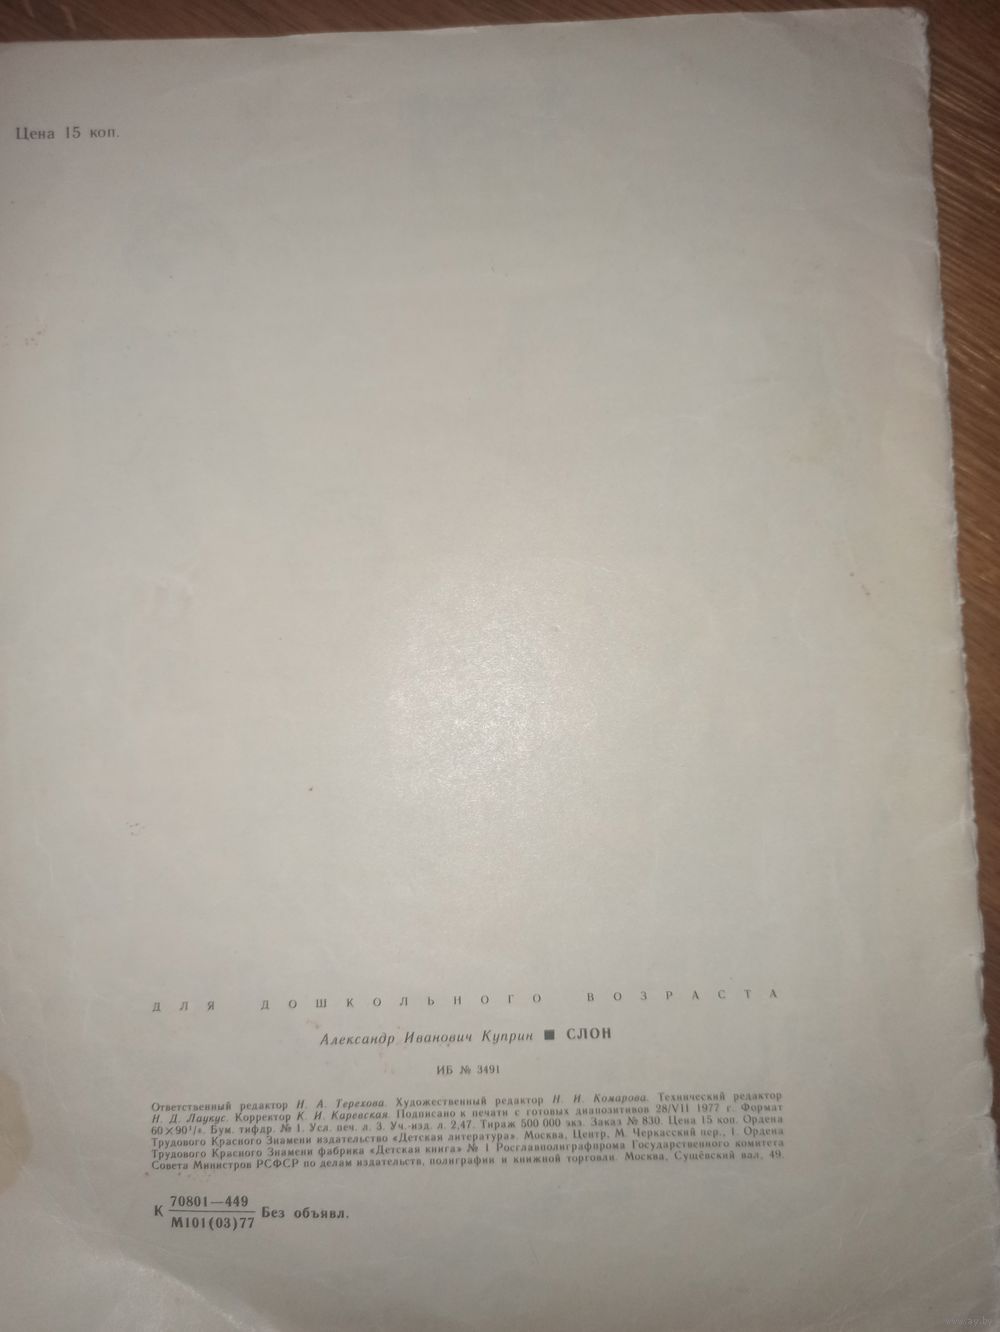 Цена 15 коп.
ДЛЯ ДОШКОЛЬНОГО ВОЗРАСТА
Александр Иванович Куприн ■ СЛОН
ИБ № 3491
Ответственный редактор Н. А. Терехова. Художественный редактор Н. И. Комарова. Технический редактор
Н. Д. Лаукус. Корректор К. И. Каревская. Подписано к печати с готовых диапозитивов 28/VII 1977 г. Формат
60×90¹/₈. Бум. тифдр. № 1. Усл. печ. л. 3. Уч.-изд. л. 2,47. Тираж 500 000 экз. Заказ № 830. Цена 15 коп. Ордена
Трудового Красного Знамени издательство «Детская литература». Москва, Центр, М. Черкасский пер., 1. Ордена
Трудового Красного Знамени фабрика «Детская книга» № 1 Росглавполиграфпрома Государственного комитета
Совета Министров РСФСР по делам издательств, полиграфии и книжной торговли. Москва, Сущёвский вал, 49.
К 70801—449
М101(03)77 Без объявл.
www.ay.by